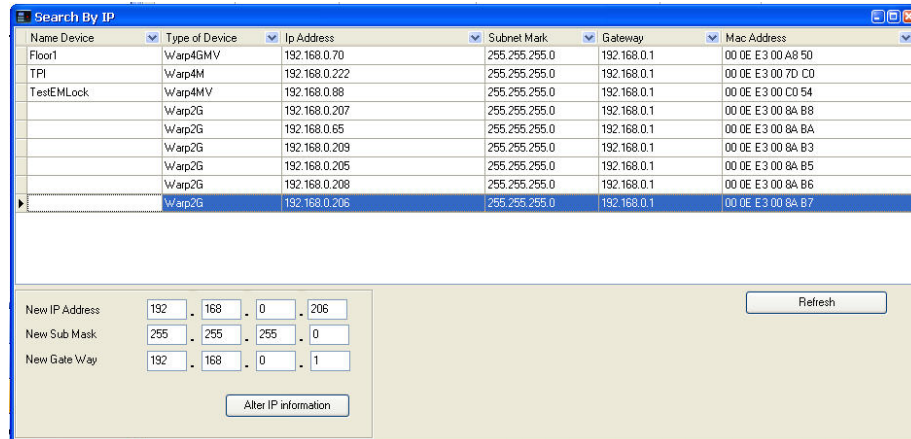 Search By IP
Name Device Type of Device Ip Address Subnet Mark Gateway Mac Address
Floor1 Warp4GMV 192.168.0.70 255.255.255.0 192.168.0.1 00 0E E3 00 A8 50
TPI Warp4M 192.168.0.222 255.255.255.0 192.168.0.1 00 0E E3 00 7D C0
TestEMLock Warp4MV 192.168.0.88 255.255.255.0 192.168.0.1 00 0E E3 00 C0 54
Warp2G 192.168.0.207 255.255.255.0 192.168.0.1 00 0E E3 00 8A B8
Warp2G 192.168.0.65 255.255.255.0 192.168.0.1 00 0E E3 00 8A BA
Warp2G 192.168.0.209 255.255.255.0 192.168.0.1 00 0E E3 00 8A B3
Warp2G 192.168.0.205 255.255.255.0 192.168.0.1 00 0E E3 00 8A B5
Warp2G 192.168.0.208 255.255.255.0 192.168.0.1 00 0E E3 00 8A B6
Warp2G 192.168.0.206 255.255.255.0 192.168.0.1 00 0E E3 00 8A B7
Refresh
New IP Address 192 . 168 . 0 . 206
New Sub Mask 255 . 255 . 255 . 0
New Gate Way 192 . 168 . 0 . 1
Alter IP information